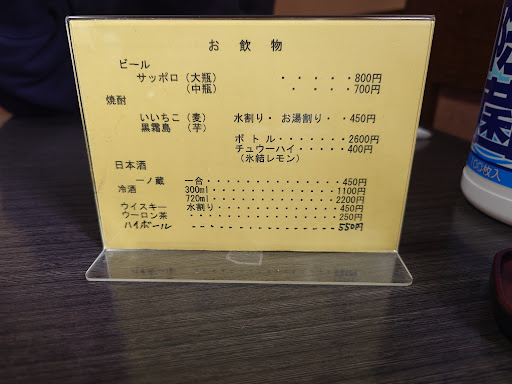 お飲物
ビール
サッポロ (大瓶) ・・・・・800円
(中瓶) ・・・・・700円
焼酎
いいちこ (麦) 水割り・お湯割り・・450円
黒霧島 (芋)
ボトル・・・・・・・2600円
チュウーハイ・・・・・400円
(氷結レモン)
日本酒
一ノ蔵 一合・・・・・・・・・・450円
冷酒 300ml・・・・・・・・・1100円
720ml・・・・・・・・・2200円
ウイスキー 水割り・・・・・・・・・450円
ウーロン茶・・・・・・・・・・・・250円
ハイボール・・・・・・・・・・・・550円
100枚入